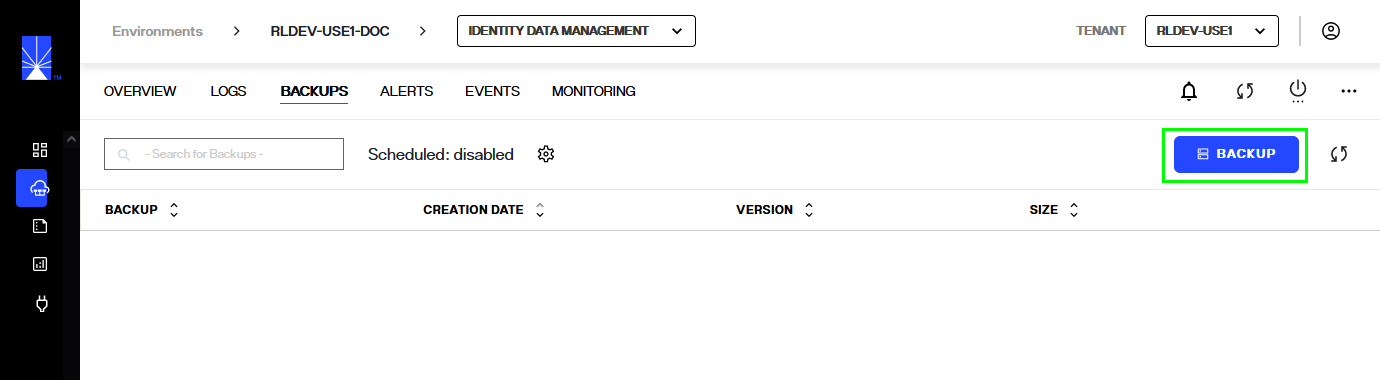 Environments > RLDEV-USE1-DOC > IDENTITY DATA MANAGEMENT TENANT RLDEV-USE1
TM
OVERVIEW LOGS BACKUPS ALERTS EVENTS MONITORING
- Search for Backups - Scheduled: disabled BACKUP
BACKUP CREATION DATE VERSION SIZE